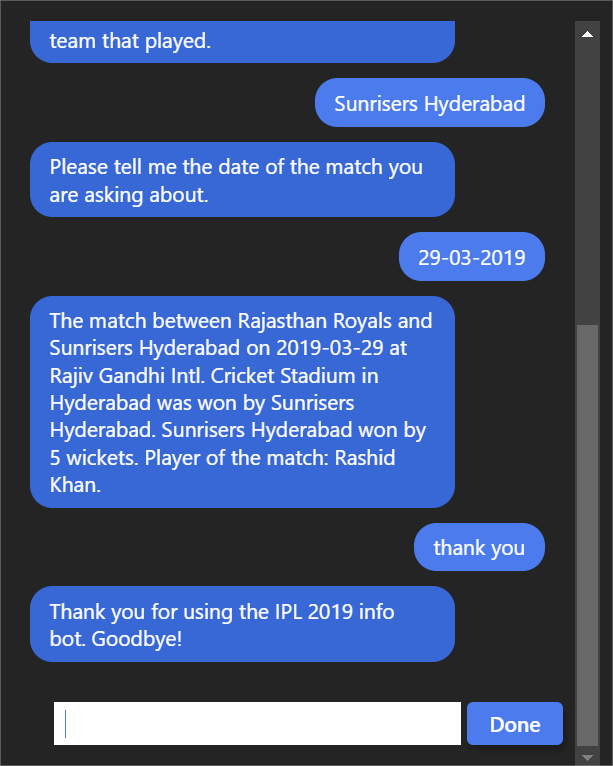 team that played.
Sunrisers Hyderabad
Please tell me the date of the match you
are asking about.
29-03-2019
The match between Rajasthan Royals and
Sunrisers Hyderabad on 2019-03-29 at
Rajiv Gandhi Intl. Cricket Stadium in
Hyderabad was won by Sunrisers
Hyderabad. Sunrisers Hyderabad won by
5 wickets. Player of the match: Rashid
Khan.
thank you
Thank you for using the IPL 2019 info
bot. Goodbye!
Done